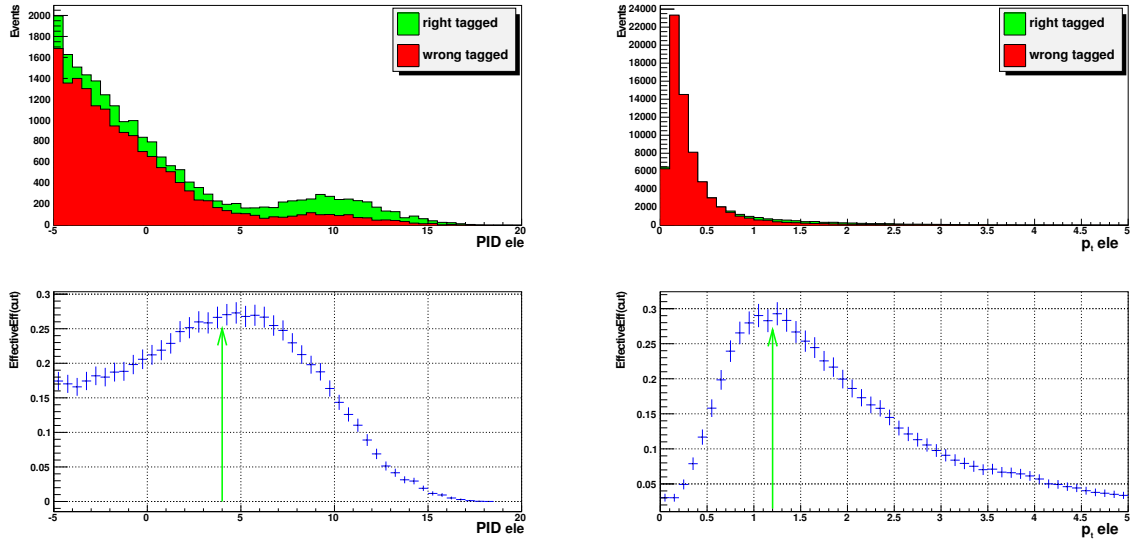 Events
2000
1800
1600
1400
1200
1000
800
600
400
200
0
right tagged
wrong tagged
-5 0 5 10 15 20
PID ele
Events
24000
22000
20000
18000
16000
14000
12000
10000
8000
6000
4000
2000
0
right tagged
wrong tagged
0 0.5 1 1.5 2 2.5 3 3.5 4 4.5 5
pt ele
EffectiveEff(cut)
0.3
0.25
0.2
0.15
0.1
0.05
0
-5 0 5 10 15 20
PID ele
EffectiveEff(cut)
0.3
0.25
0.2
0.15
0.1
0.05
0 0.5 1 1.5 2 2.5 3 3.5 4 4.5 5
pt ele